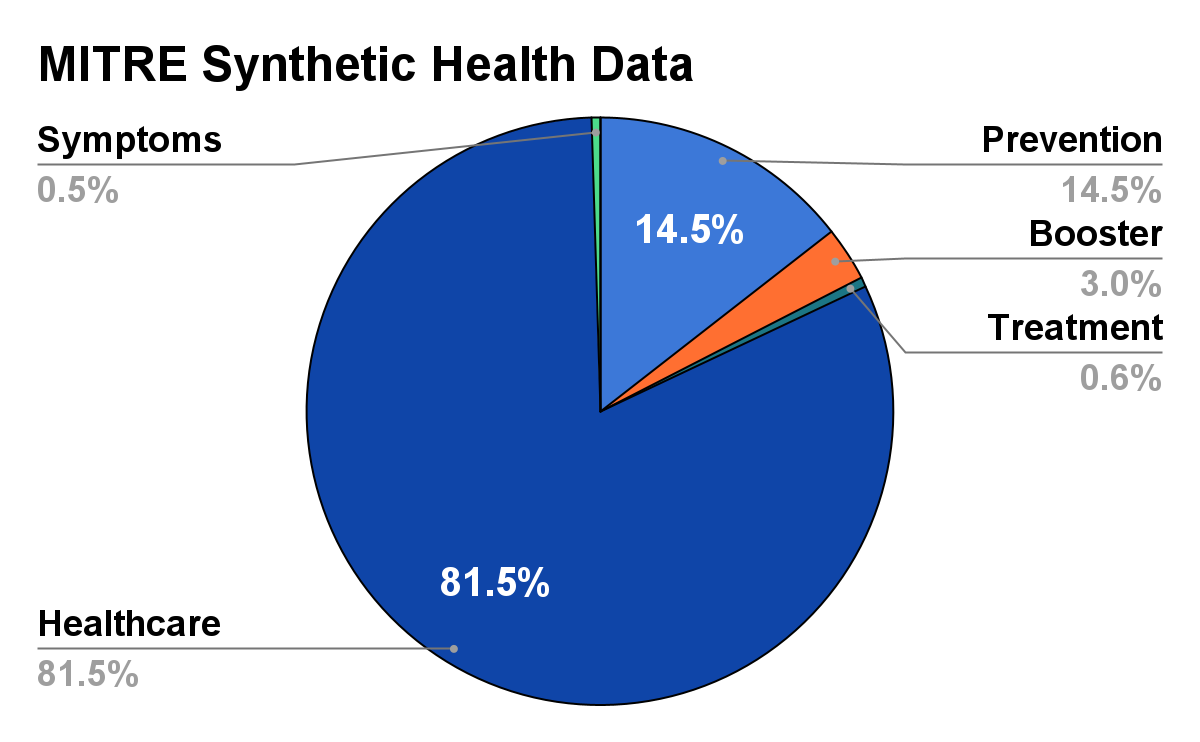 MITRE Synthetic Health Data
Symptoms
0.5%
Prevention
14.5%
14.5%
Booster
3.0%
Treatment
0.6%
81.5%
Healthcare
81.5%